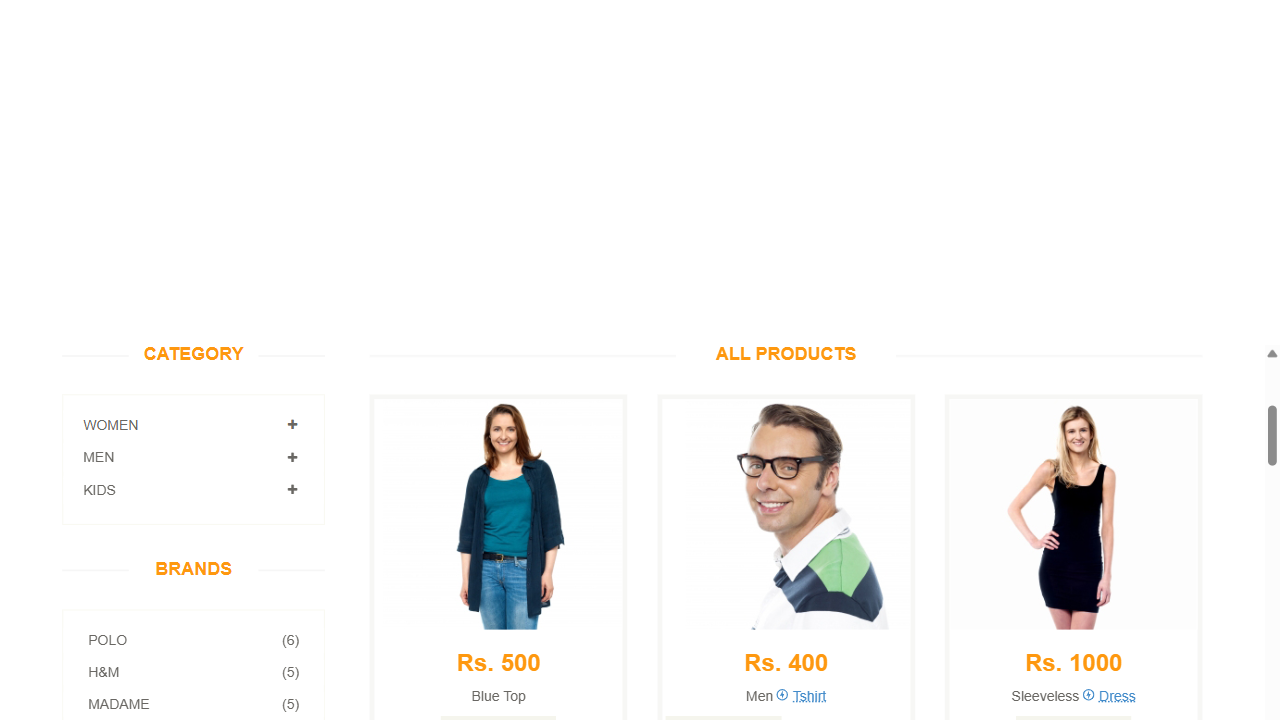 CATEGORY
WOMEN
MEN
KIDS
BRANDS
POLO (6)
H&M (5)
MADAME (5)
ALL PRODUCTS
Rs. 500
Blue Top
Rs. 400
Men Tshirt
Rs. 1000
Sleeveless Dress